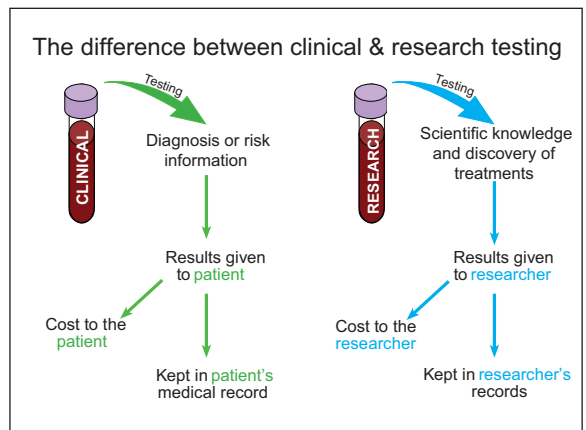 The difference between clinical & research testing
Testing
CLINICAL
Diagnosis or risk
information
Results given
to patient
Cost to the
patient
Kept in patient's
medical record
Testing
RESEARCH
Scientific knowledge
and discovery of
treatments
Results given
to researcher
Cost to the
researcher
Kept in researcher's
records